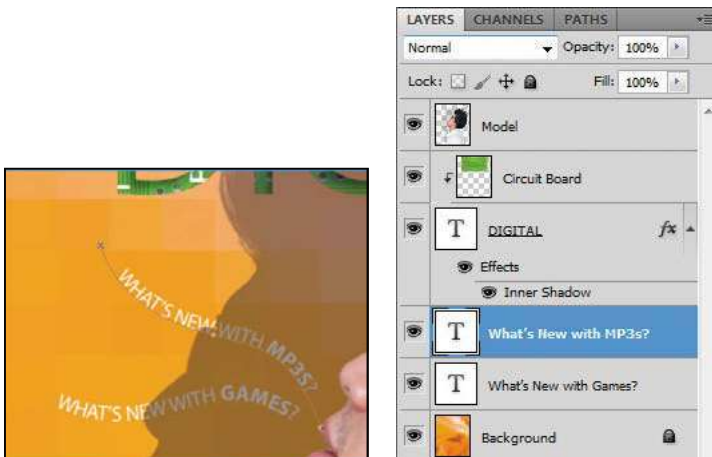 WHAT'S NEW WITH MP3S?
WHAT'S NEW WITH GAMES?
LAYERS CHANNELS PATHS
Normal Opacity: 100%
Lock: Fill: 100%
Model
Circuit Board
T DIGITAL fx
Effects
Inner Shadow
T What's New with MP3s?
T What's New with Games?
Background